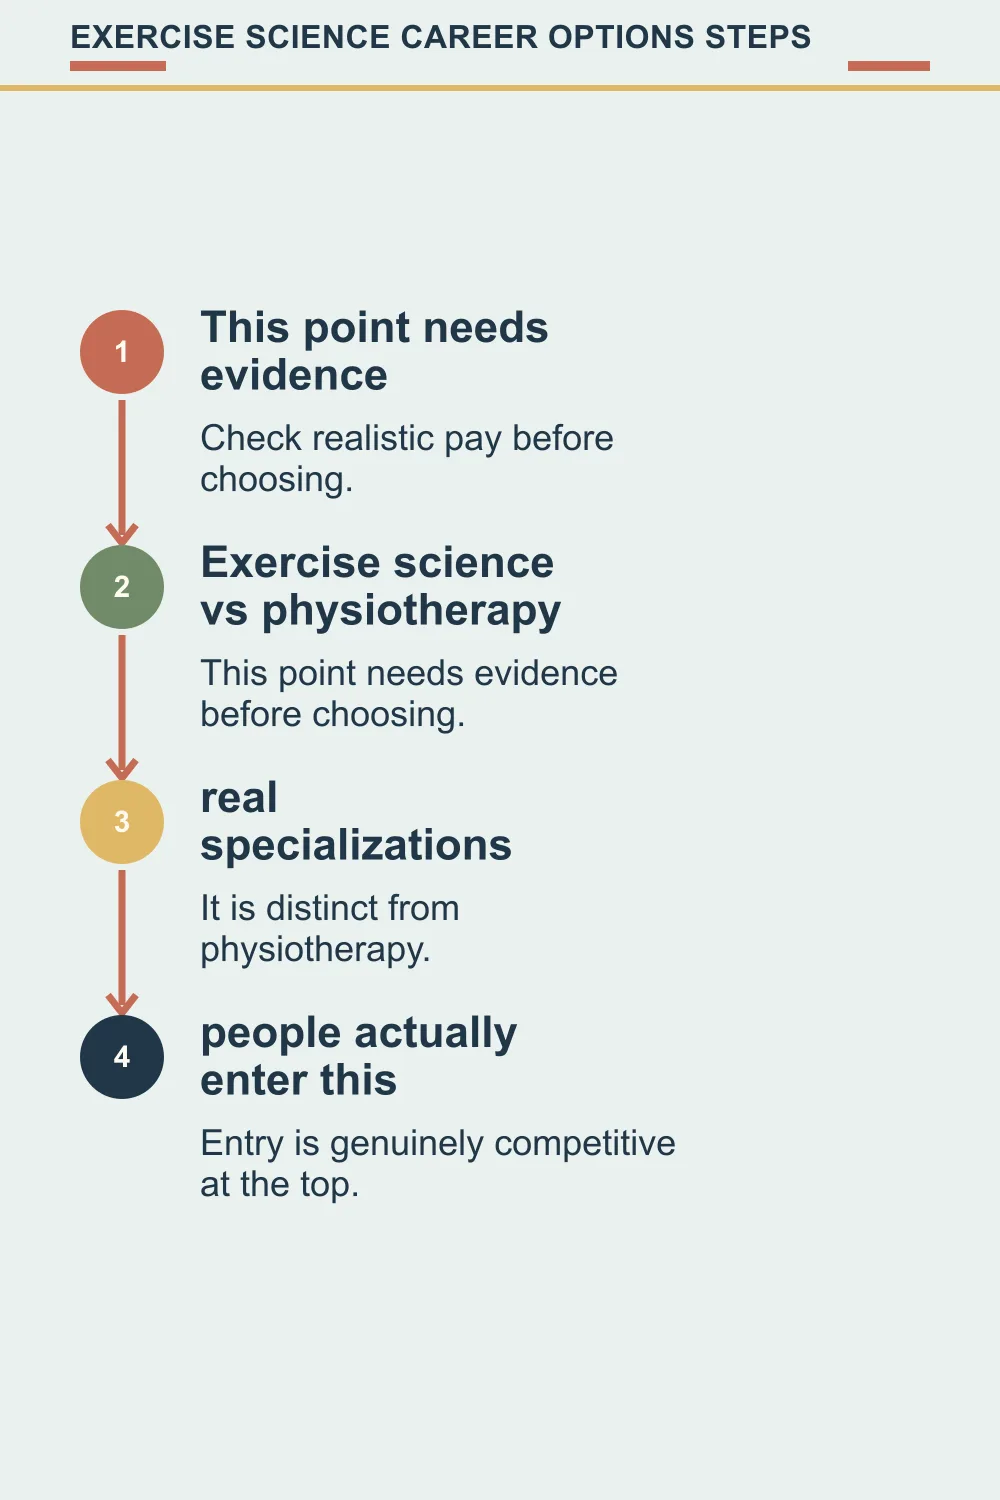 EXERCISE SCIENCE CAREER OPTIONS STEPS
1
This point needs
evidence
Check realistic pay before
choosing.
2
Exercise science
vs physiotherapy
This point needs evidence
before choosing.
3
real
specializations
It is distinct from
physiotherapy.
4
people actually
enter this
Entry is genuinely competitive
at the top.